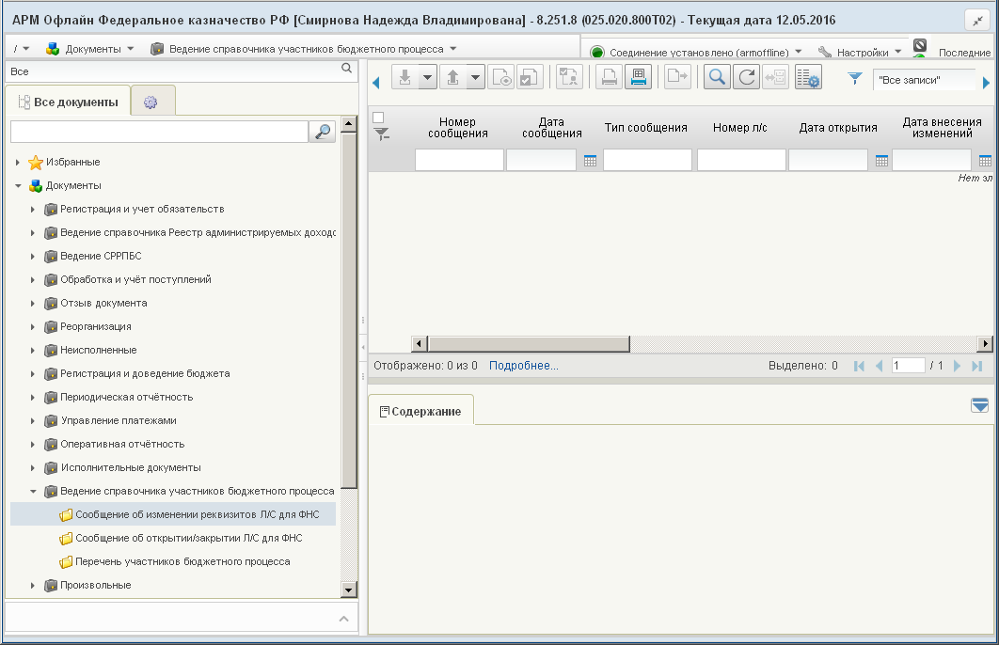 АРМ Офлайн Федеральное казначество РФ [Смирнова Надежда Владимировна] - 8.251.8 (025.020.800T02) - Текущая дата 12.05.2016
/ Документы Ведение справочника участников бюджетного процесса
Соединение установлено (armoffline) Настройки Последние
Все
Все документы
"Все записи"
Избранные
Документы
Регистрация и учет обязательств
Ведение справочника Реестр администрируемых доходо
Ведение СРРПБС
Обработка и учёт поступлений
Отзыв документа
Реорганизация
Неисполненные
Регистрация и доведение бюджета
Периодическая отчётность
Управление платежами
Оперативная отчётность
Исполнительные документы
Ведение справочника участников бюджетного процесса
Сообщение об изменении реквизитов Л/С для ФНС
Сообщение об открытии/закрытии Л/С для ФНС
Перечень участников бюджетного процесса
Произвольные
Номер сообщения
Дата сообщения
Тип сообщения
Номер л/с
Дата открытия
Дата внесения изменений
Нет эл
Отображено: 0 из 0 Подробнее...
Выделено: 0
1 / 1
Содержание